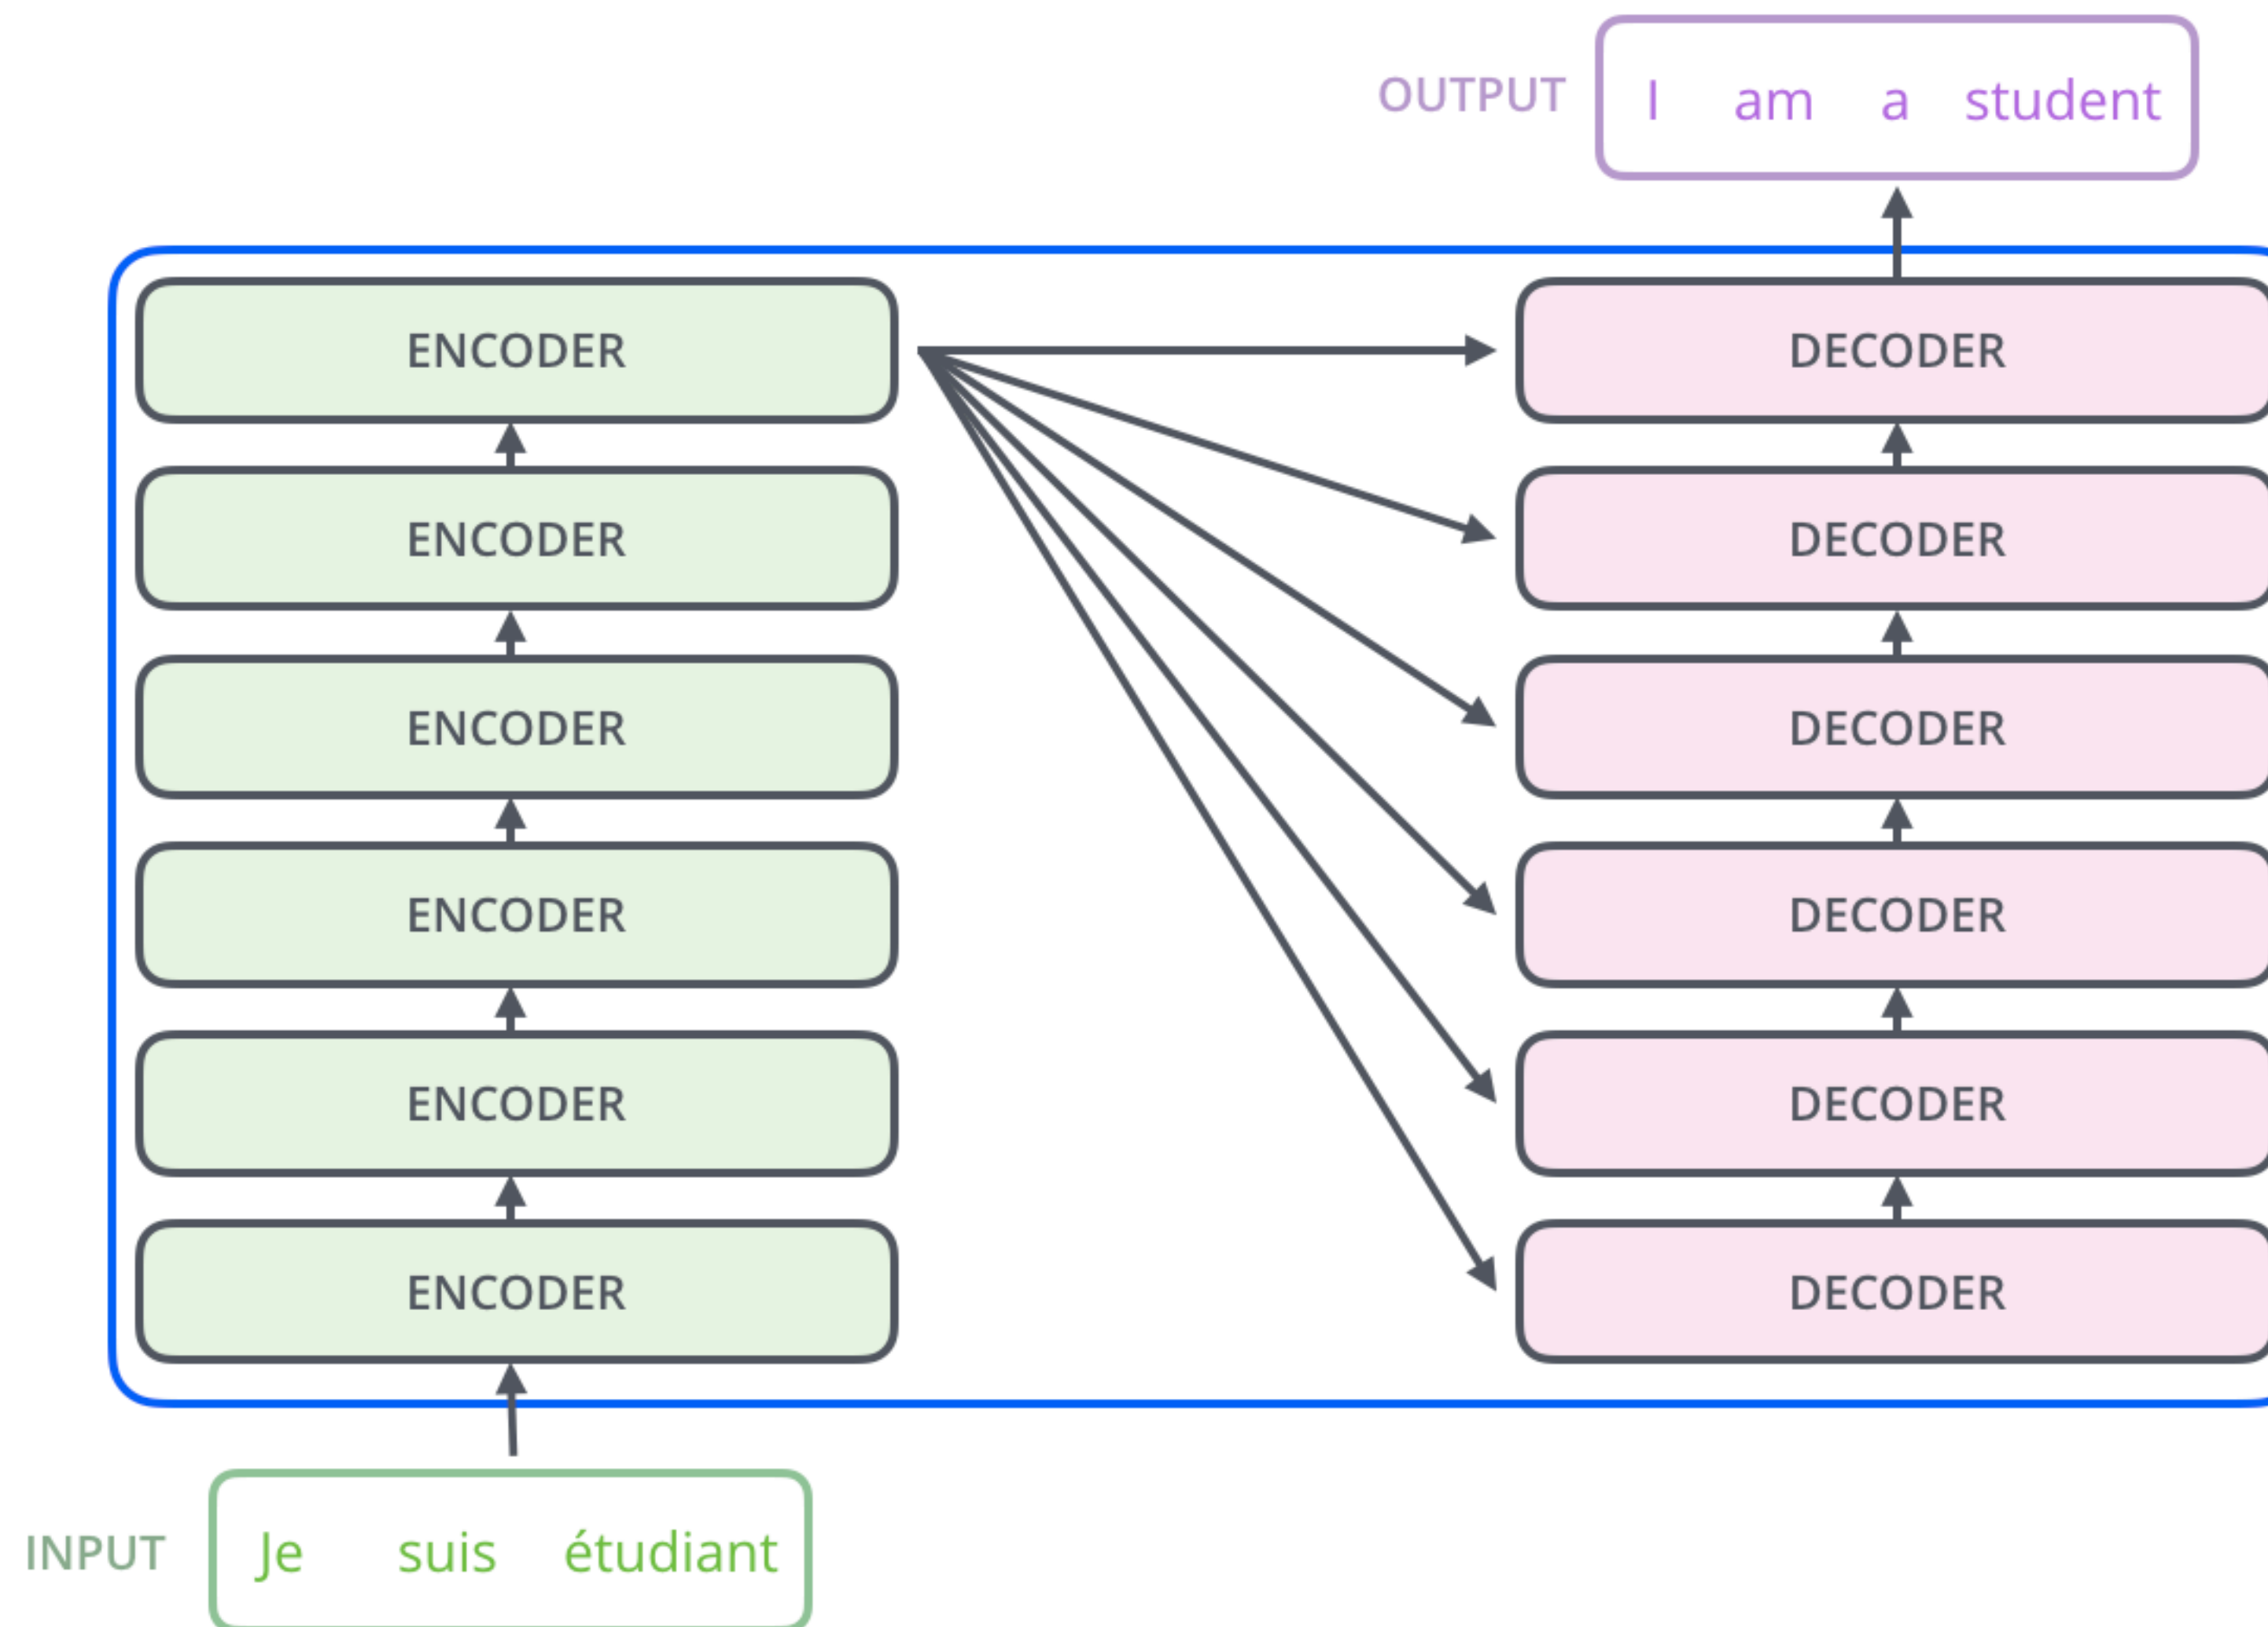 OUTPUT
I am a student
ENCODER DECODER
ENCODER DECODER
ENCODER DECODER
ENCODER DECODER
ENCODER DECODER
ENCODER DECODER
INPUT
Je suis étudiant